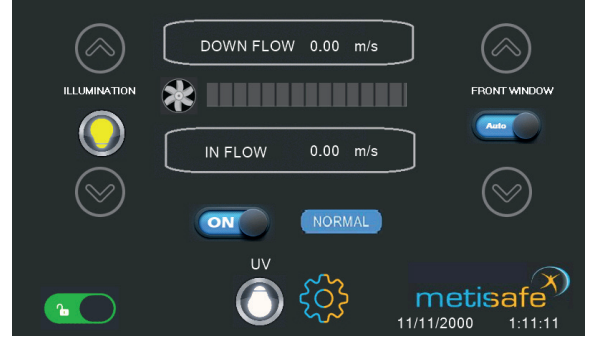 DOWN FLOW 0.00 m/s
ILLUMINATION
FRONT WINDOW
Auto
IN FLOW 0.00 m/s
ON
NORMAL
UV
metisafe
11/11/2000 1:11:11